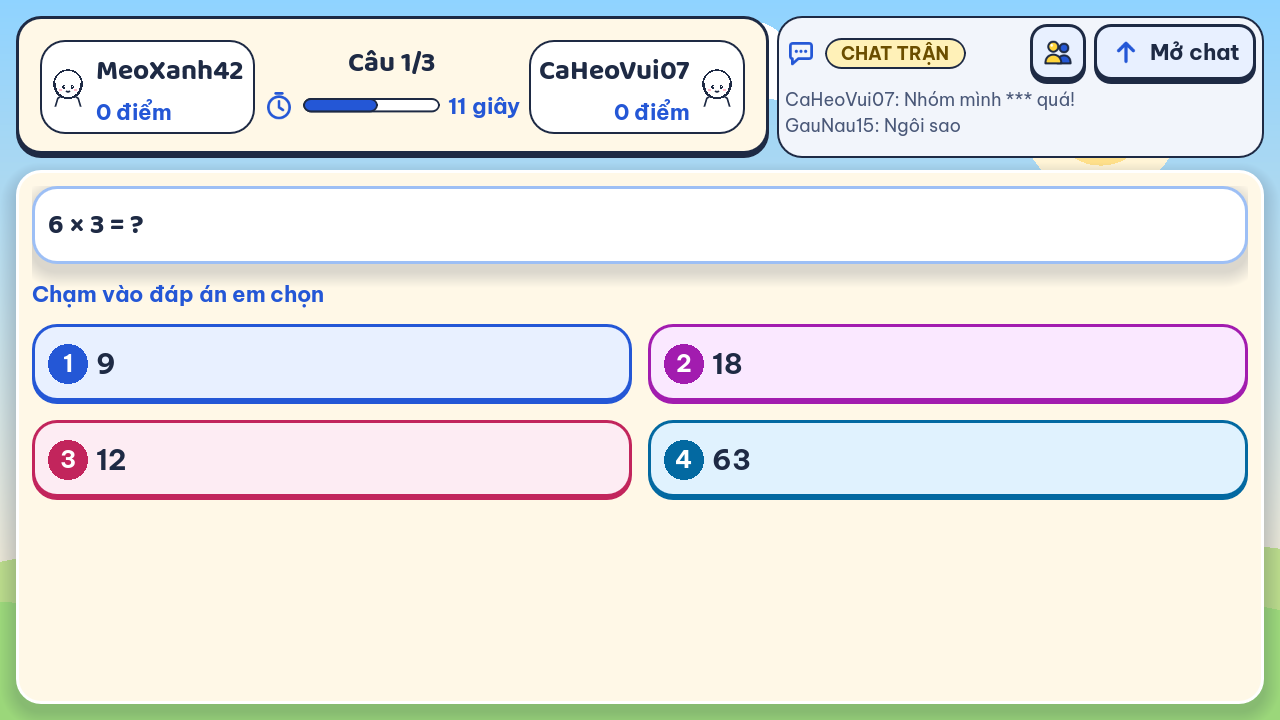 MeoXanh42
0 điểm
Câu 1/3
11 giây
CaHeoVui07
0 điểm
CHAT TRẬN
Mở chat
CaHeoVui07: Nhóm mình *** quá!
GauNau15: Ngôi sao
6 × 3 = ?
Chạm vào đáp án em chọn
1 9
2 18
3 12
4 63